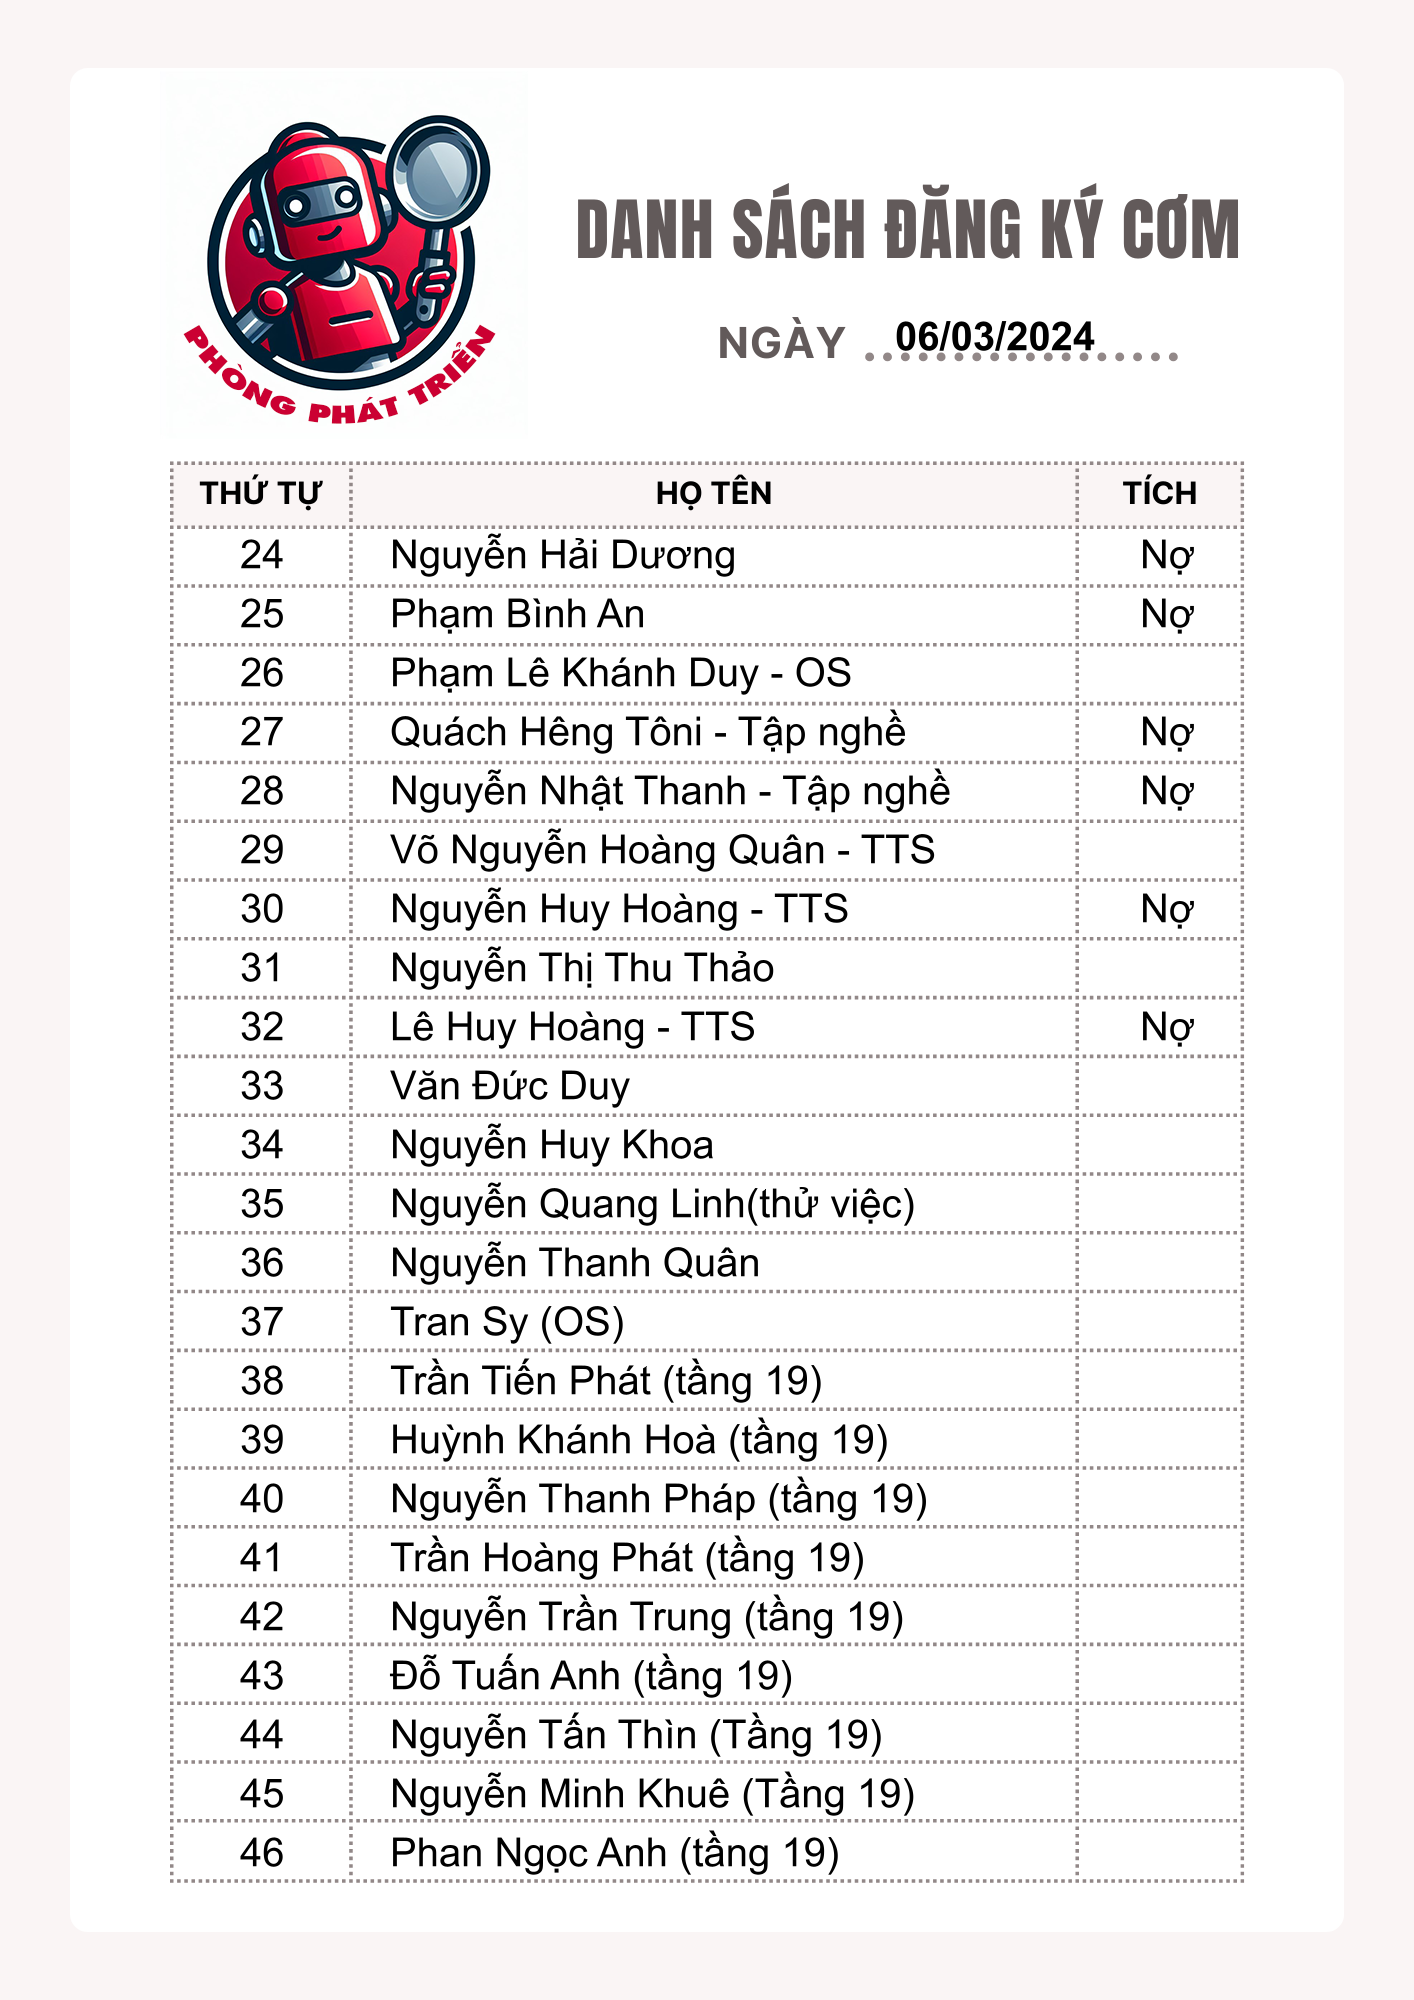 PHÒNG PHÁT TRIỂN
DANH SÁCH ĐĂNG KÝ CƠM
NGÀY 06/03/2024
THỨ TỰ HỌ TÊN TÍCH
24 Nguyễn Hải Dương Nợ
25 Phạm Bình An Nợ
26 Phạm Lê Khánh Duy - OS
27 Quách Hêng Tôni - Tập nghề Nợ
28 Nguyễn Nhật Thanh - Tập nghề Nợ
29 Võ Nguyễn Hoàng Quân - TTS
30 Nguyễn Huy Hoàng - TTS Nợ
31 Nguyễn Thị Thu Thảo
32 Lê Huy Hoàng - TTS Nợ
33 Văn Đức Duy
34 Nguyễn Huy Khoa
35 Nguyễn Quang Linh(thử việc)
36 Nguyễn Thanh Quân
37 Tran Sy (OS)
38 Trần Tiến Phát (tầng 19)
39 Huỳnh Khánh Hoà (tầng 19)
40 Nguyễn Thanh Pháp (tầng 19)
41 Trần Hoàng Phát (tầng 19)
42 Nguyễn Trần Trung (tầng 19)
43 Đỗ Tuấn Anh (tầng 19)
44 Nguyễn Tấn Thìn (Tầng 19)
45 Nguyễn Minh Khuê (Tầng 19)
46 Phan Ngọc Anh (tầng 19)